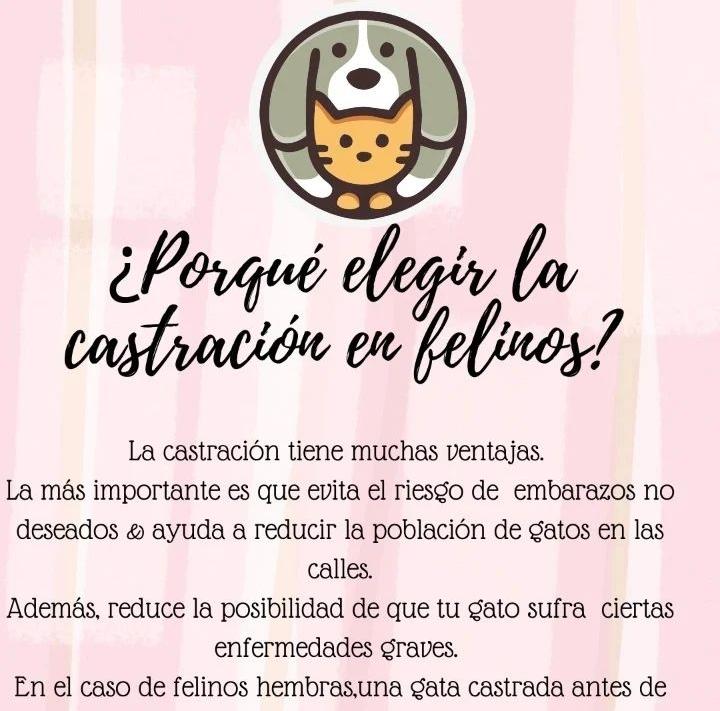 ¿Porqué elegir la
castración en felinos?
La castración tiene muchas ventajas.
La más importante es que evita el riesgo de embarazos no
deseados & ayuda a reducir la población de gatos en las
calles.
Además, reduce la posibilidad de que tu gato sufra ciertas
enfermedades graves.
En el caso de felinos hembras,una gata castrada antes de